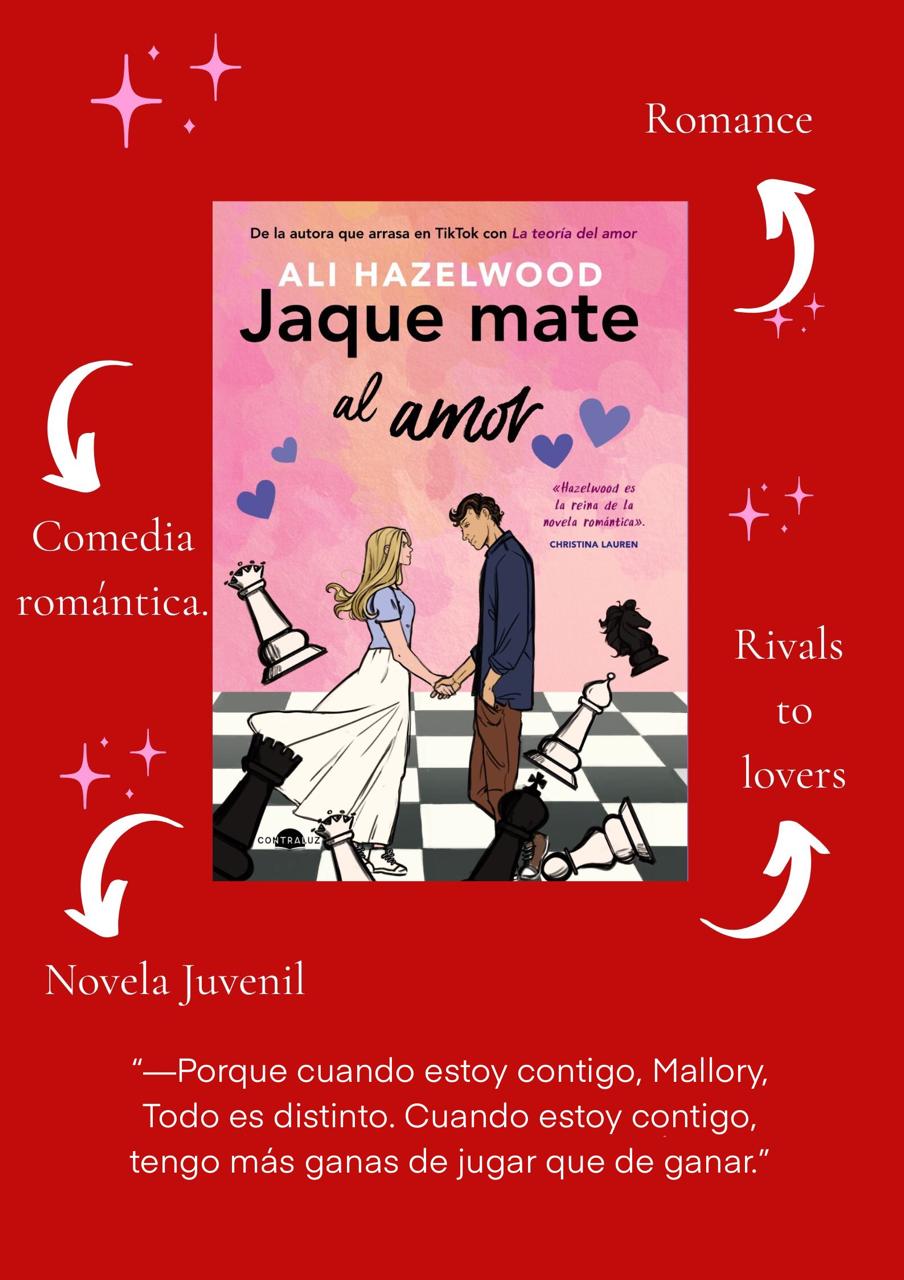 Romance
De la autora que arrasa en TikTok con La teoría del amor
ALI HAZELWOOD
Jaque mate
al amor
«Hazelwood es
la reina de la
novela romántica».
CHRISTINA LAUREN
Comedia
romántica.
Rivals
to
lovers
CONTRALUZ
Novela Juvenil
“—Porque cuando estoy contigo, Mallory,
Todo es distinto. Cuando estoy contigo,
tengo más ganas de jugar que de ganar.”